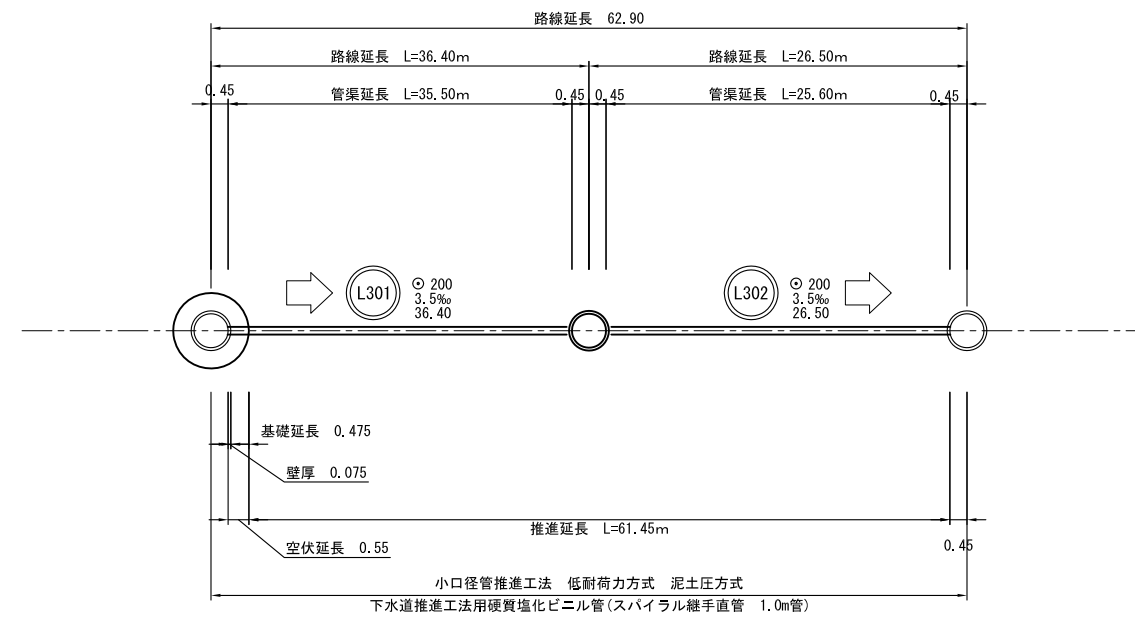 路線延長 62.90
路線延長 L=36.40m
路線延長 L=26.50m
0.45
管渠延長 L=35.50m
0.45
0.45
管渠延長 L=25.60m
0.45
L301
200
3.5‰
36.40
L302
200
3.5‰
26.50
基礎延長 0.475
壁厚 0.075
推進延長 L=61.45m
空伏延長 0.55
0.45
小口径管推進工法 低耐荷力方式 泥土圧方式
下水道推進工法用硬質塩化ビニル管(スパイラル継手直管 1.0m管)